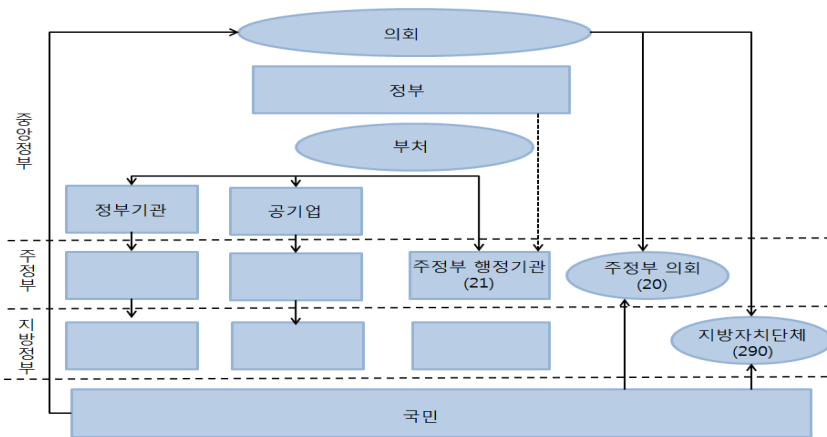 의회
정부
중앙정부
부처
정부기관
공기업
주정부
주정부 행정기관
(21)
주정부 의회
(20)
지방정부
지방자치단체
(290)
국민